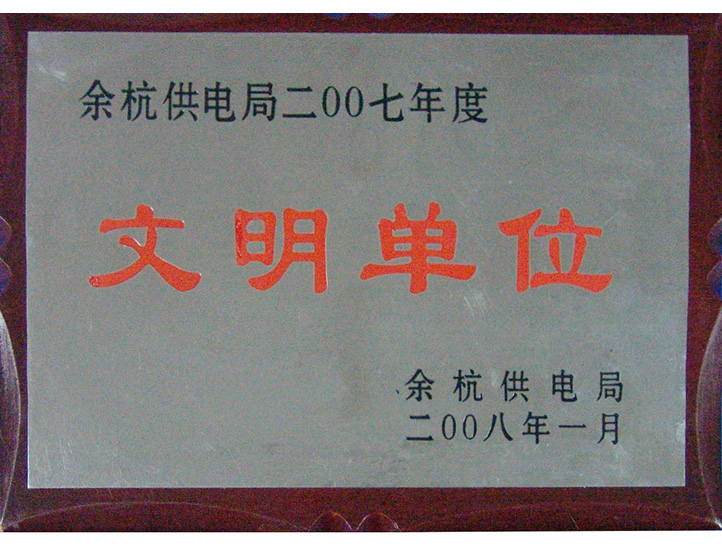 余杭供电局二00七年度
文明单位
余杭供电局
二00八年一月